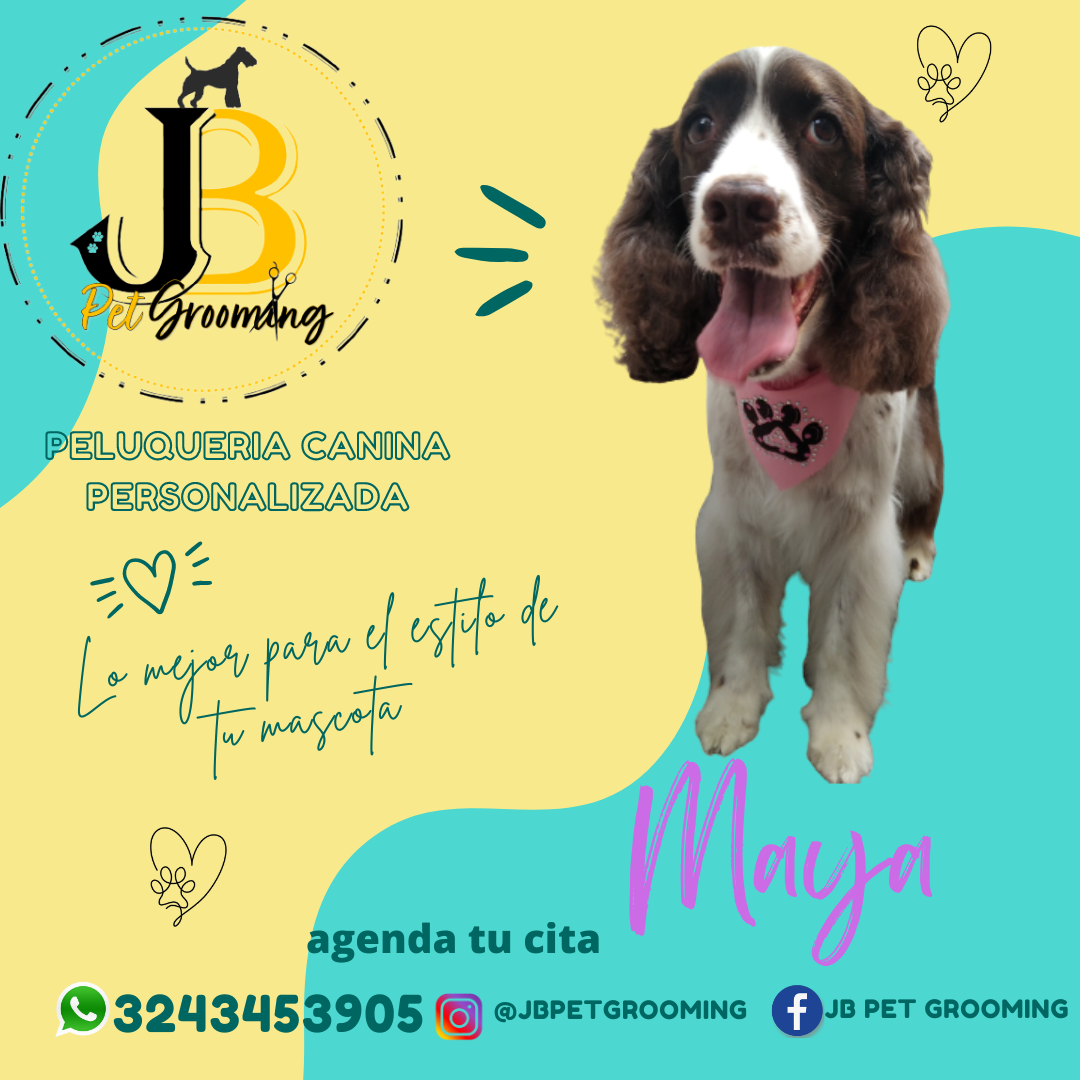 JB
Pet Grooming
PELUQUERIA CANINA
PERSONALIZADA
Lo mejor para el estilo de
tu mascota
Maya
agenda tu cita
3243453905 @JBPETGROOMING JB PET GROOMING